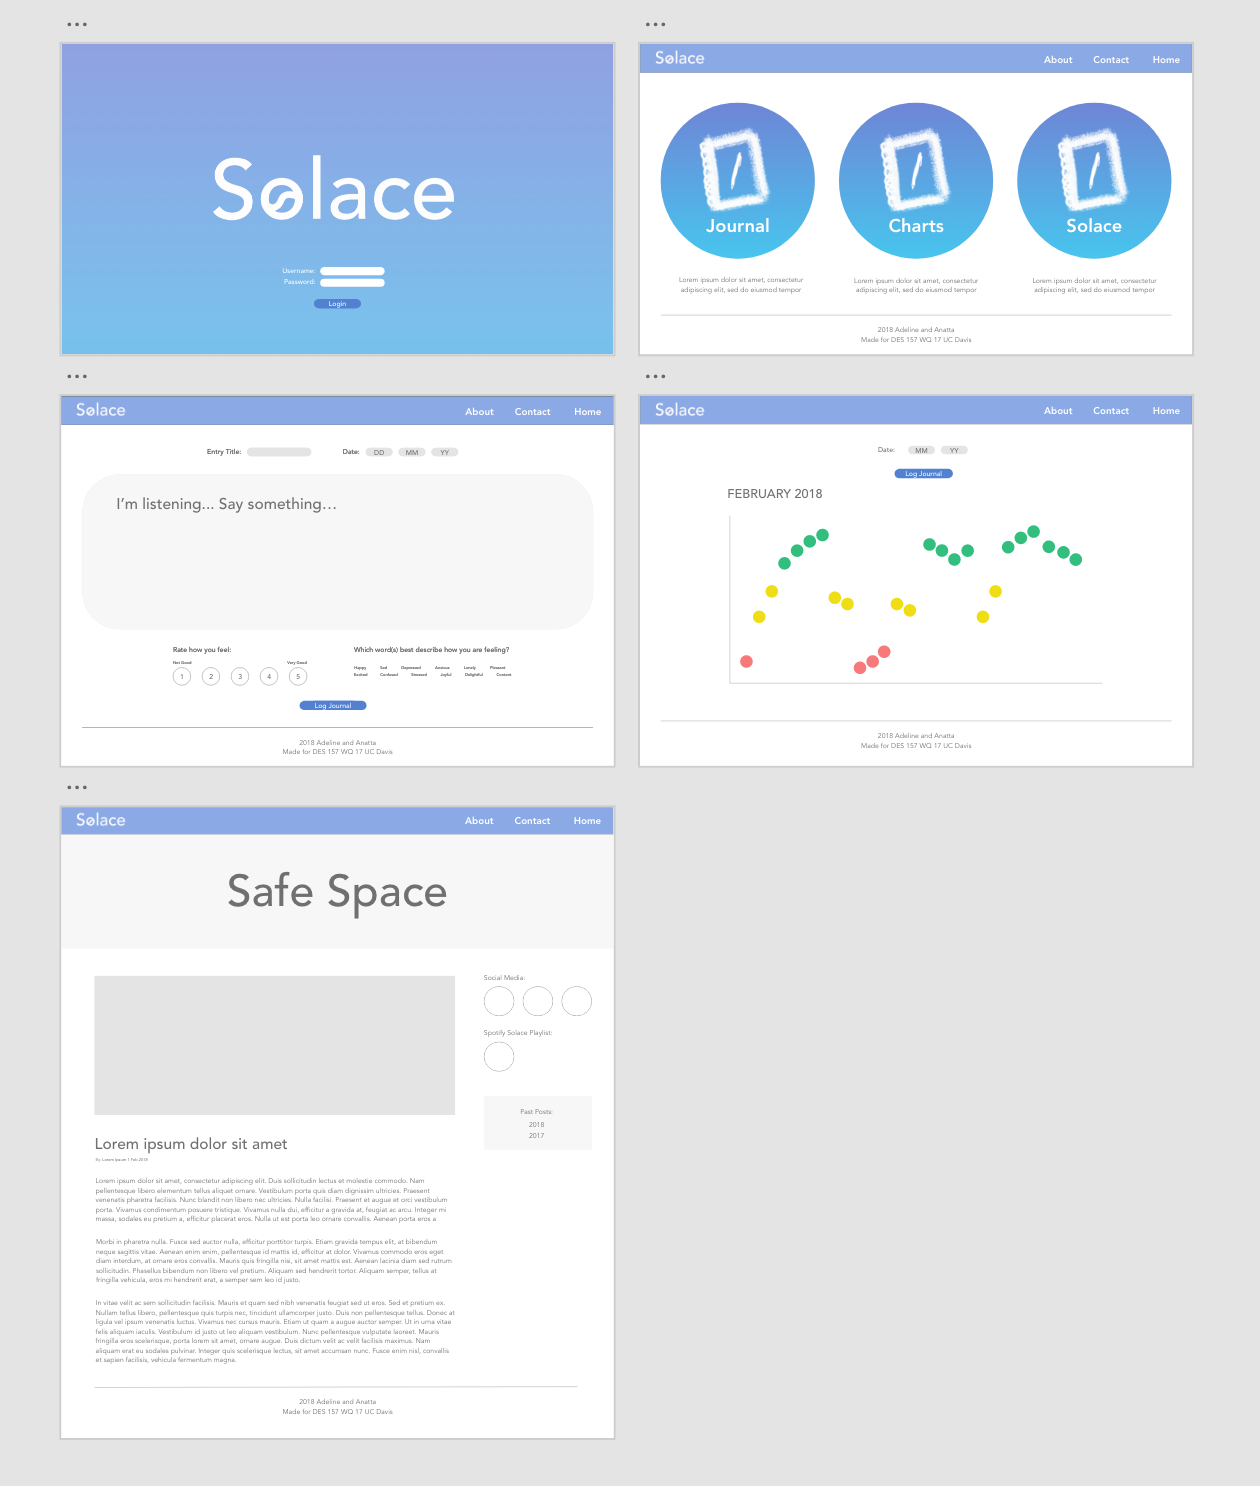 Solace
Username:
Password:
Login
Solace
About Contact Home
Journal
Charts
Solace
Lorem ipsum dolor sit amet, consectetur
adipiscing elit, sed do eiusmod tempor
Lorem ipsum dolor sit amet, consectetur
adipiscing elit, sed do eiusmod tempor
Lorem ipsum dolor sit amet, consectetur
adipiscing elit, sed do eiusmod tempor
2018 Adeline and Anatta
Made for DES 157 WQ 17 UC Davis
Solace
About Contact Home
Entry Title: Date: DD MM YY
I'm listening... Say something...
Rate how you feel:
Not Good Very Good
1 2 3 4 5
Which word(s) best describe how you are feeling?
Happy Sad Depressed Anxious Lonely Pleasant
Excited Confused Stressed Joyful Delightful Content
Log Journal
2018 Adeline and Anatta
Made for DES 157 WQ 17 UC Davis
Solace
About Contact Home
Date: MM YY
Log Journal
FEBRUARY 2018
2018 Adeline and Anatta
Made for DES 157 WQ 17 UC Davis
Solace
About Contact Home
Safe Space
Social Media:
Spotify Solace Playlist:
Past Posts:
2018
2017
Lorem ipsum dolor sit amet
By Lorem Ipsum 1 Feb 2018
Lorem ipsum dolor sit amet, consectetur adipiscing elit. Duis sollicitudin lectus et molestie commodo. Nam
pellentesque libero elementum tellus aliquet ornare. Vestibulum porta quis diam dignissim ultricies. Praesent
venenatis pharetra facilisis. Nunc blandit non libero nec ultricies. Nulla facilisi. Praesent et augue et orci vestibulum
porta. Vivamus condimentum posuere tristique. Vivamus nulla dui, efficitur a gravida at, feugiat ac arcu. Integer mi
massa, sodales eu pretium a, efficitur placerat eros. Nulla ut est porta leo ornare convallis. Aenean porta eros a
Morbi in pharetra nulla. Fusce sed auctor nulla, efficitur porttitor turpis. Etiam gravida tempus elit, at bibendum
neque sagittis vitae. Aenean enim enim, pellentesque id mattis id, efficitur at dolor. Vivamus commodo eros eget
diam interdum, at ornare eros convallis. Mauris quis fringilla nisi, sit amet mattis est. Aenean lacinia diam sed rutrum
sollicitudin. Phasellus bibendum non libero vel pretium. Aliquam sed hendrerit tortor. Aliquam semper, tellus at
fringilla vehicula, eros mi hendrerit erat, a semper sem leo id justo.
In vitae velit ac sem sollicitudin facilisis. Mauris et quam sed nibh venenatis feugiat sed ut eros. Sed et pretium ex.
Nullam tellus libero, pellentesque quis turpis nec, tincidunt ullamcorper justo. Duis non pellentesque tellus. Donec at
ligula vel ipsum venenatis luctus. Vivamus nec cursus mauris. Etiam ut quam a augue auctor semper. Ut in urna vitae
felis aliquam iaculis. Vestibulum id justo ut leo aliquam vestibulum. Nunc pellentesque vulputate laoreet. Mauris
fringilla eros scelerisque, porta lorem sit amet, ornare augue. Duis dictum velit ac velit facilisis maximus. Nam
aliquam erat eu sodales pulvinar. Integer quis scelerisque lectus, sit amet accumsan nunc. Fusce enim nisl, convallis
et sapien facilisis, vehicula fermentum magna.
2018 Adeline and Anatta
Made for DES 157 WQ 17 UC Davis